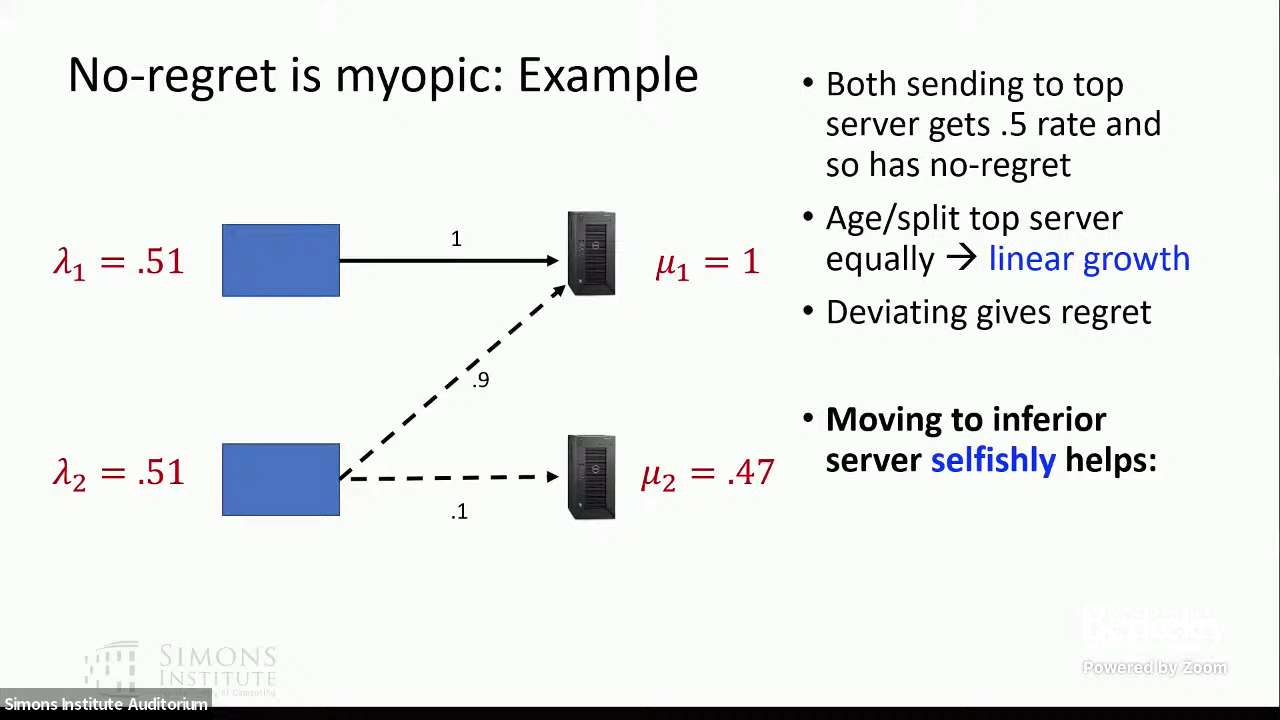 No-regret is myopic: Example
• Both sending to top
server gets .5 rate and
so has no-regret
• Age/split top server
equally → linear growth
• Deviating gives regret
• Moving to inferior
server selfishly helps:
λ₁ = .51
1
μ₁ = 1
.9
λ₂ = .51
.1
μ₂ = .47
SIMONS
INSTITUTE
Berkeley
Powered by Zoom
Simons Institute Auditorium